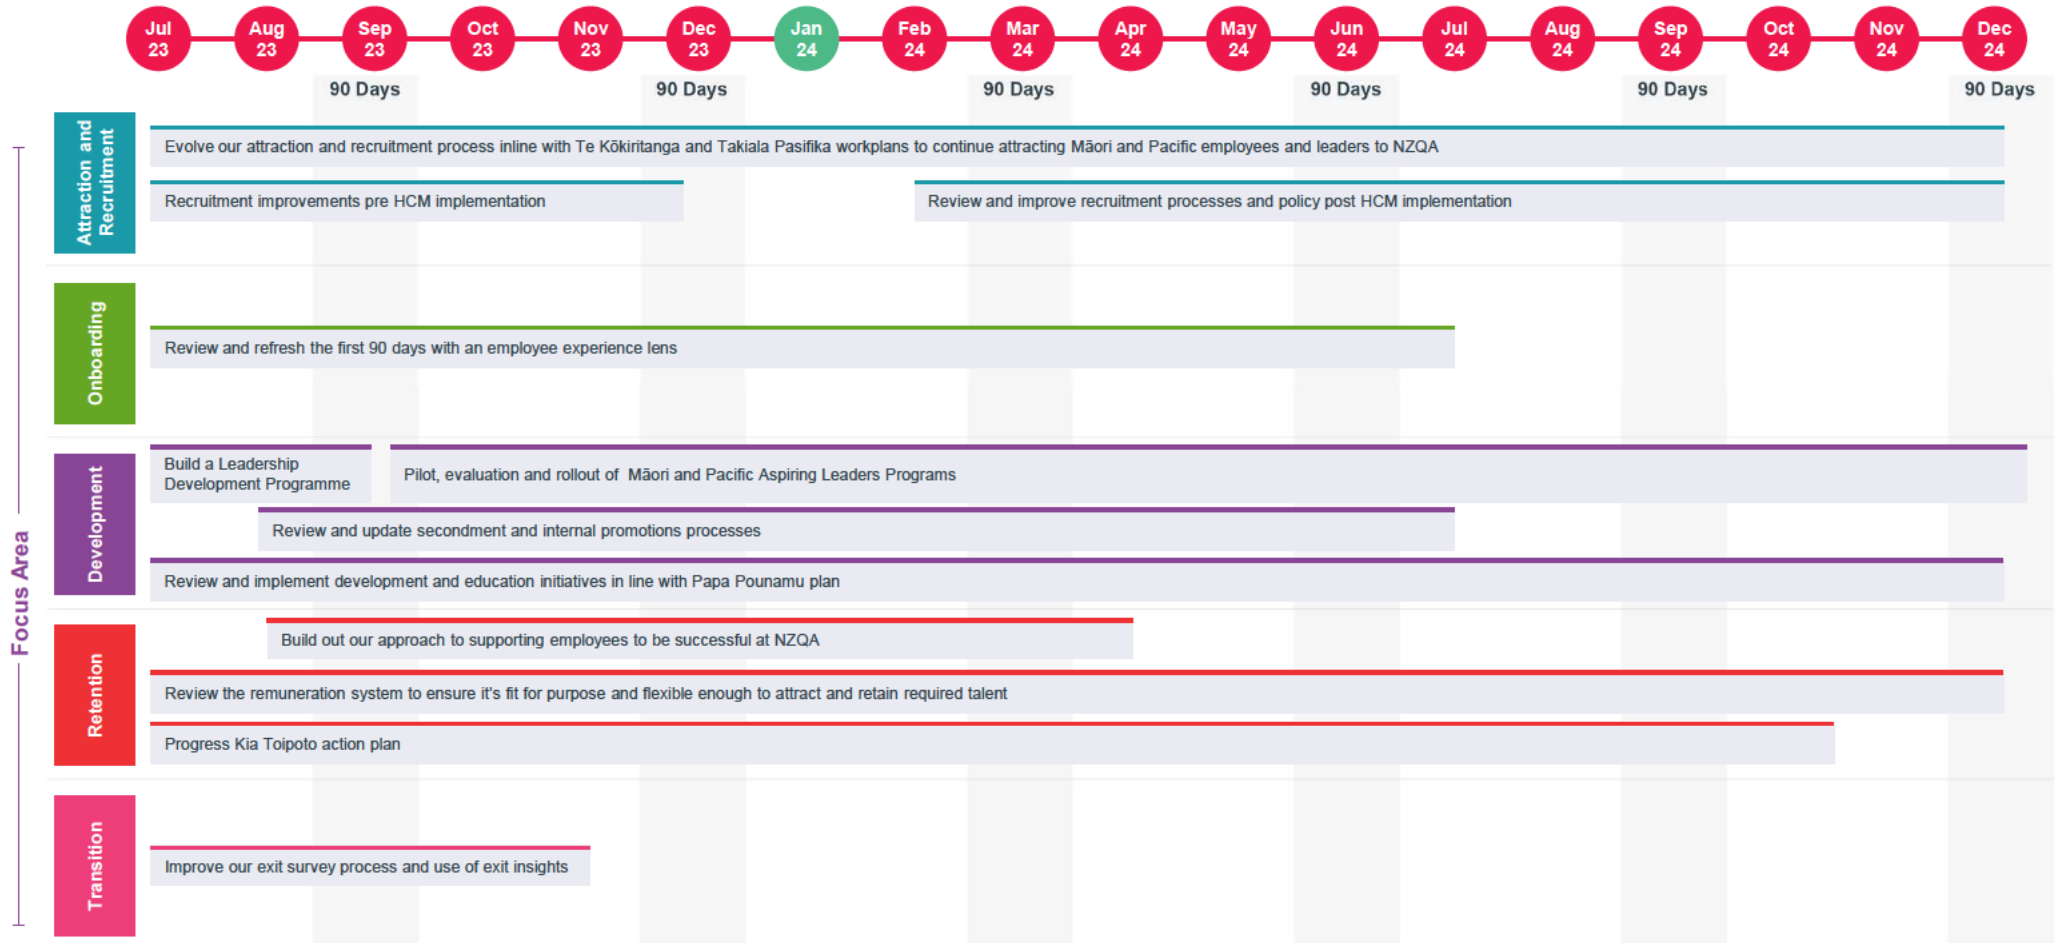 Jul
23
Aug
23
Sep
23
Oct
23
Nov
23
Dec
23
Jan
24
Feb
24
Mar
24
Apr
24
May
24
Jun
24
Jul
24
Aug
24
Sep
24
Oct
24
Nov
24
Dec
24
90 Days
90 Days
90 Days
90 Days
90 Days
90 Days
Focus Area
Attraction and
Recruitment
Evolve our attraction and recruitment process inline with Te Kōkiritanga and Takiala Pasifika workplans to continue attracting Māori and Pacific employees and leaders to NZQA
Recruitment improvements pre HCM implementation
Review and improve recruitment processes and policy post HCM implementation
Onboarding
Review and refresh the first 90 days with an employee experience lens
Development
Build a Leadership
Development Programme
Pilot, evaluation and rollout of Māori and Pacific Aspiring Leaders Programs
Review and update secondment and internal promotions processes
Review and implement development and education initiatives in line with Papa Pounamu plan
Retention
Build out our approach to supporting employees to be successful at NZQA
Review the remuneration system to ensure it's fit for purpose and flexible enough to attract and retain required talent
Progress Kia Toipoto action plan
Transition
Improve our exit survey process and use of exit insights